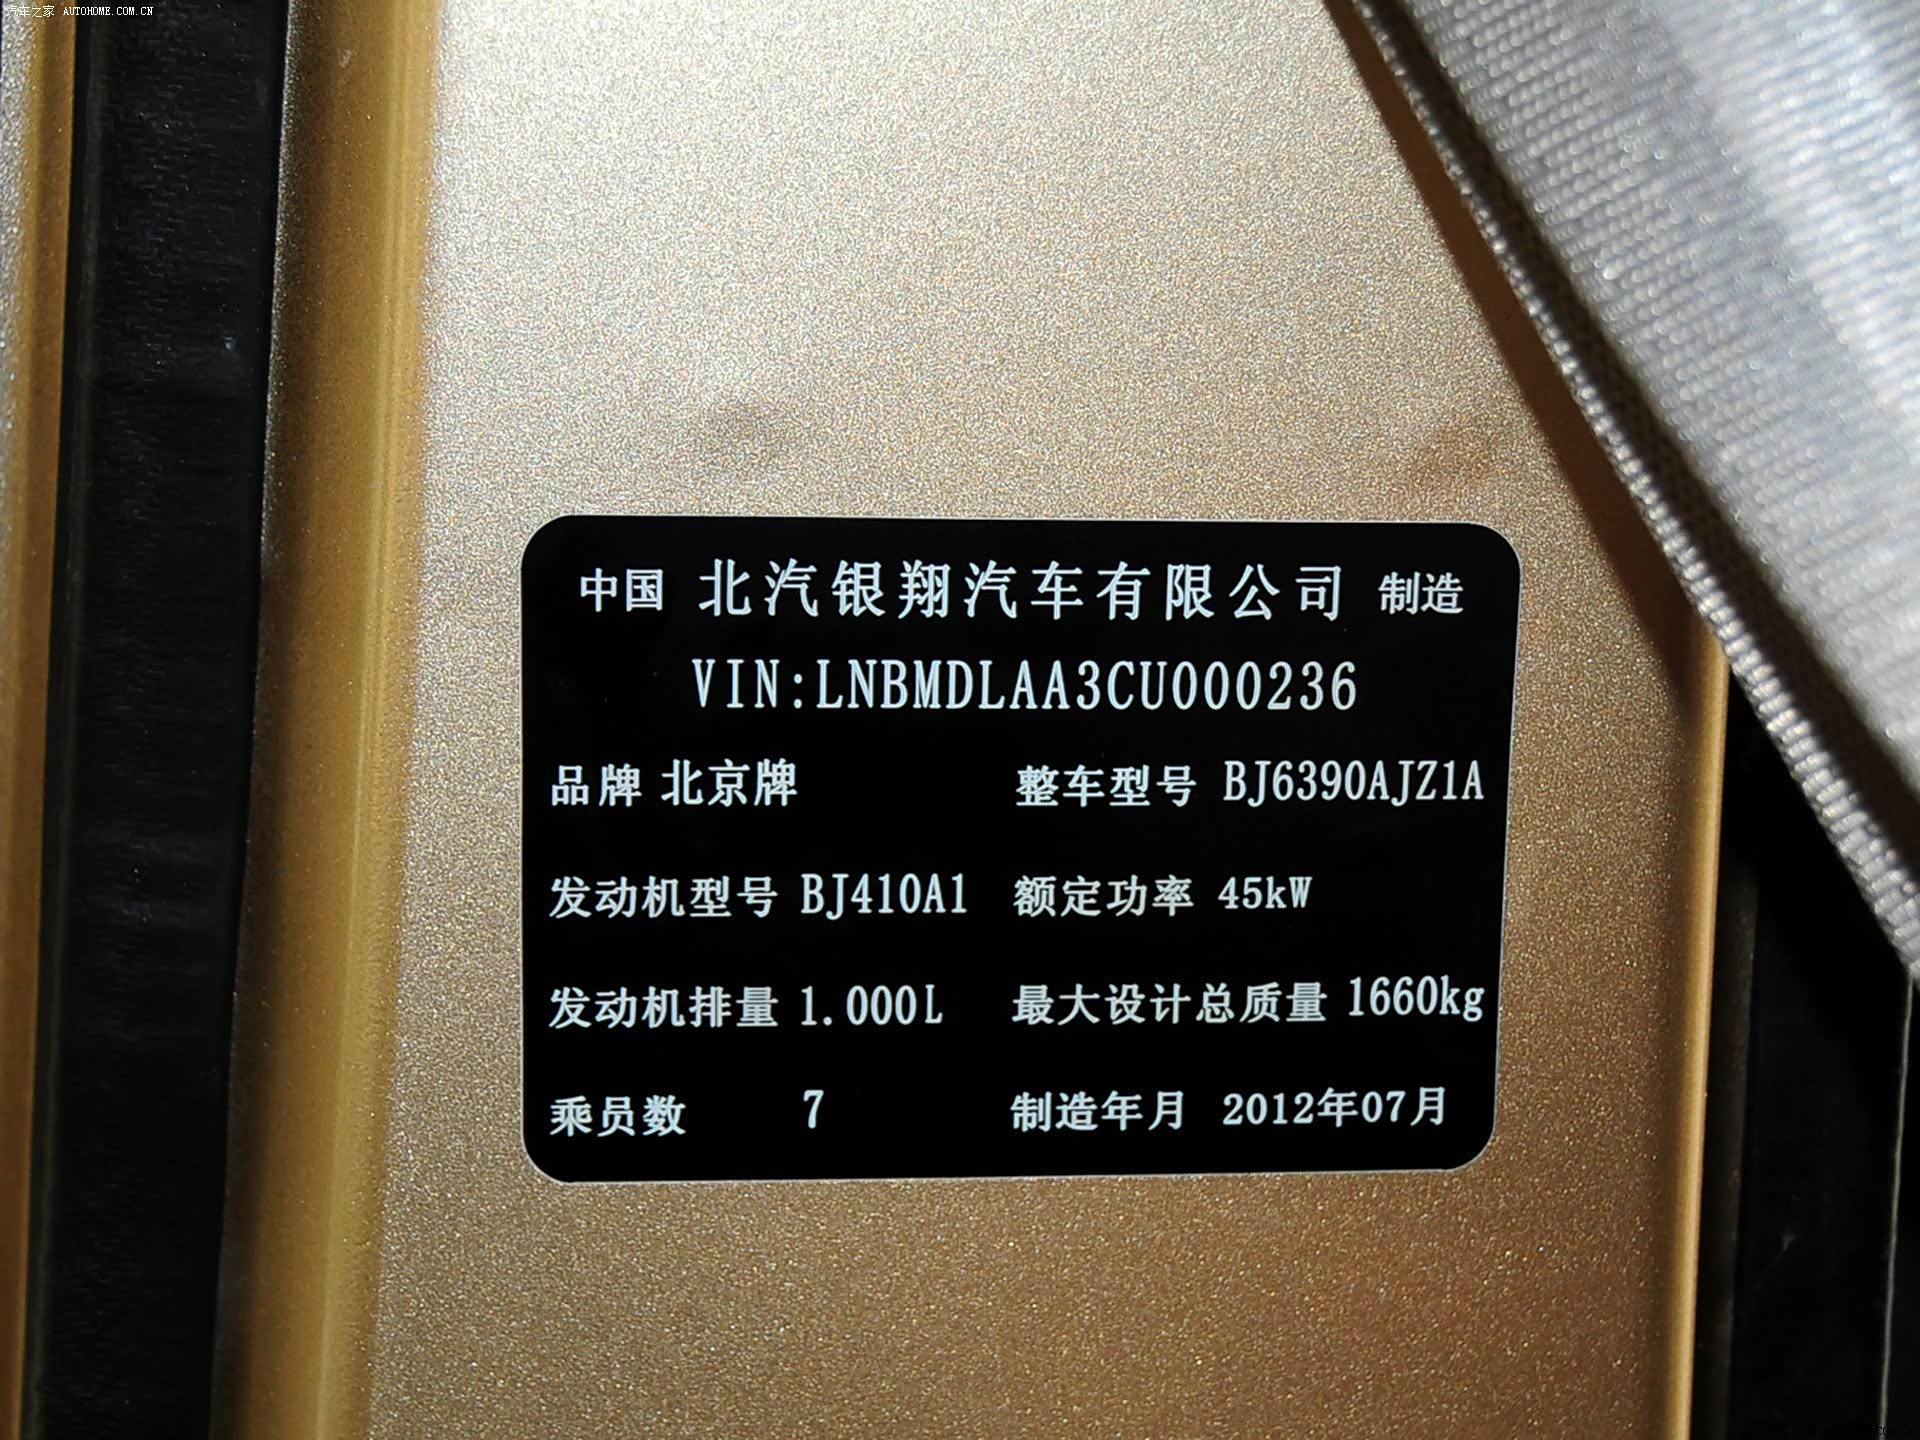 汽车之家 AUTOHOME.COM.CN
中国 北汽银翔汽车有限公司 制造
VIN:LNBMDLAA3CU000236
品牌 北京牌 整车型号 BJ6390AJZ1A
发动机型号 BJ410A1 额定功率 45kW
发动机排量 1.000L 最大设计总质量 1660kg
乘员数 7 制造年月 2012年07月